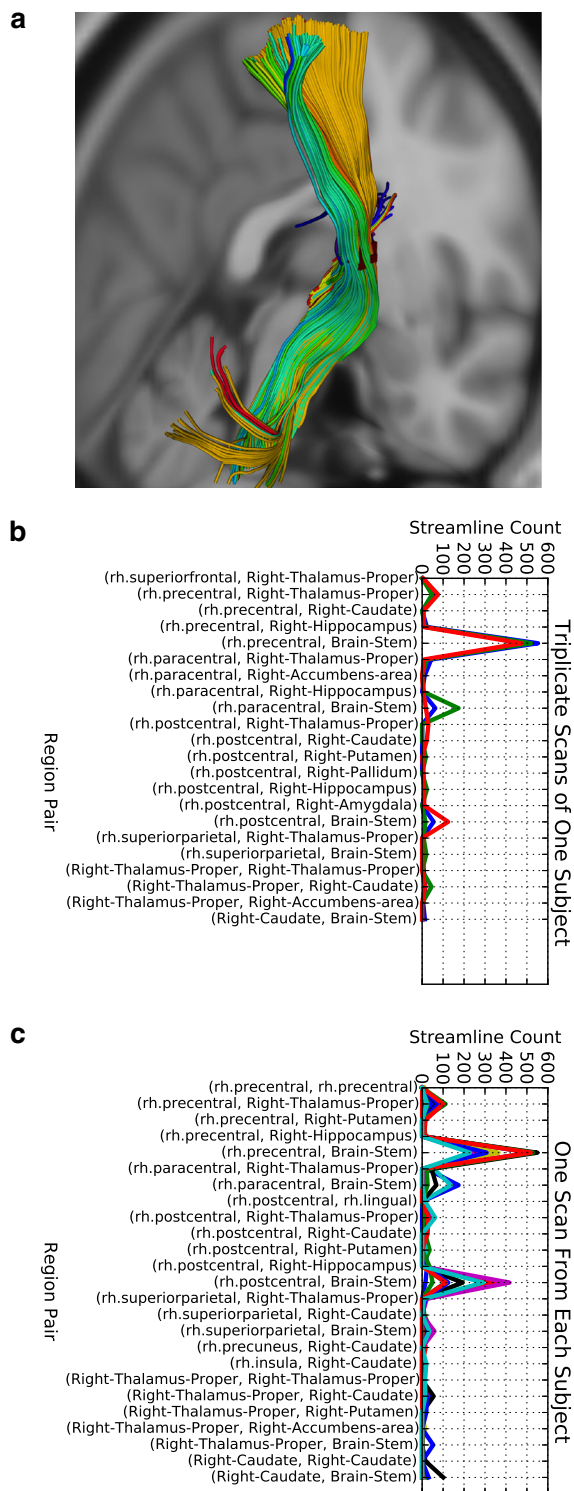 a
b
Streamline Count
0 100 200 300 400 500 600
Triplicate Scans of One Subject
(rh.superiorfrontal, Right-Thalamus-Proper)
(rh.precentral, Right-Thalamus-Proper)
(rh.precentral, Right-Caudate)
(rh.precentral, Right-Hippocampus)
(rh.precentral, Brain-Stem)
(rh.paracentral, Right-Thalamus-Proper)
(rh.paracentral, Right-Accumbens-area)
(rh.paracentral, Right-Hippocampus)
(rh.paracentral, Brain-Stem)
(rh.postcentral, Right-Thalamus-Proper)
(rh.postcentral, Right-Caudate)
(rh.postcentral, Right-Putamen)
(rh.postcentral, Right-Pallidum)
(rh.postcentral, Right-Hippocampus)
(rh.postcentral, Right-Amygdala)
(rh.postcentral, Brain-Stem)
(rh.superiorparietal, Right-Thalamus-Proper)
(rh.superiorparietal, Brain-Stem)
(Right-Thalamus-Proper, Right-Thalamus-Proper)
(Right-Thalamus-Proper, Right-Caudate)
(Right-Thalamus-Proper, Right-Accumbens-area)
(Right-Caudate, Brain-Stem)
Region Pair
c
Streamline Count
0 100 200 300 400 500 600
One Scan From Each Subject
(rh.precentral, rh.precentral)
(rh.precentral, Right-Thalamus-Proper)
(rh.precentral, Right-Putamen)
(rh.precentral, Right-Hippocampus)
(rh.precentral, Brain-Stem)
(rh.paracentral, Right-Thalamus-Proper)
(rh.paracentral, Brain-Stem)
(rh.postcentral, rh.lingual)
(rh.postcentral, Right-Thalamus-Proper)
(rh.postcentral, Right-Caudate)
(rh.postcentral, Right-Putamen)
(rh.postcentral, Right-Hippocampus)
(rh.postcentral, Brain-Stem)
(rh.superiorparietal, Right-Thalamus-Proper)
(rh.superiorparietal, Right-Caudate)
(rh.superiorparietal, Brain-Stem)
(rh.precuneus, Right-Caudate)
(rh.insula, Right-Caudate)
(Right-Thalamus-Proper, Right-Thalamus-Proper)
(Right-Thalamus-Proper, Right-Caudate)
(Right-Thalamus-Proper, Right-Putamen)
(Right-Thalamus-Proper, Right-Accumbens-area)
(Right-Thalamus-Proper, Brain-Stem)
(Right-Caudate, Right-Caudate)
(Right-Caudate, Brain-Stem)
Region Pair